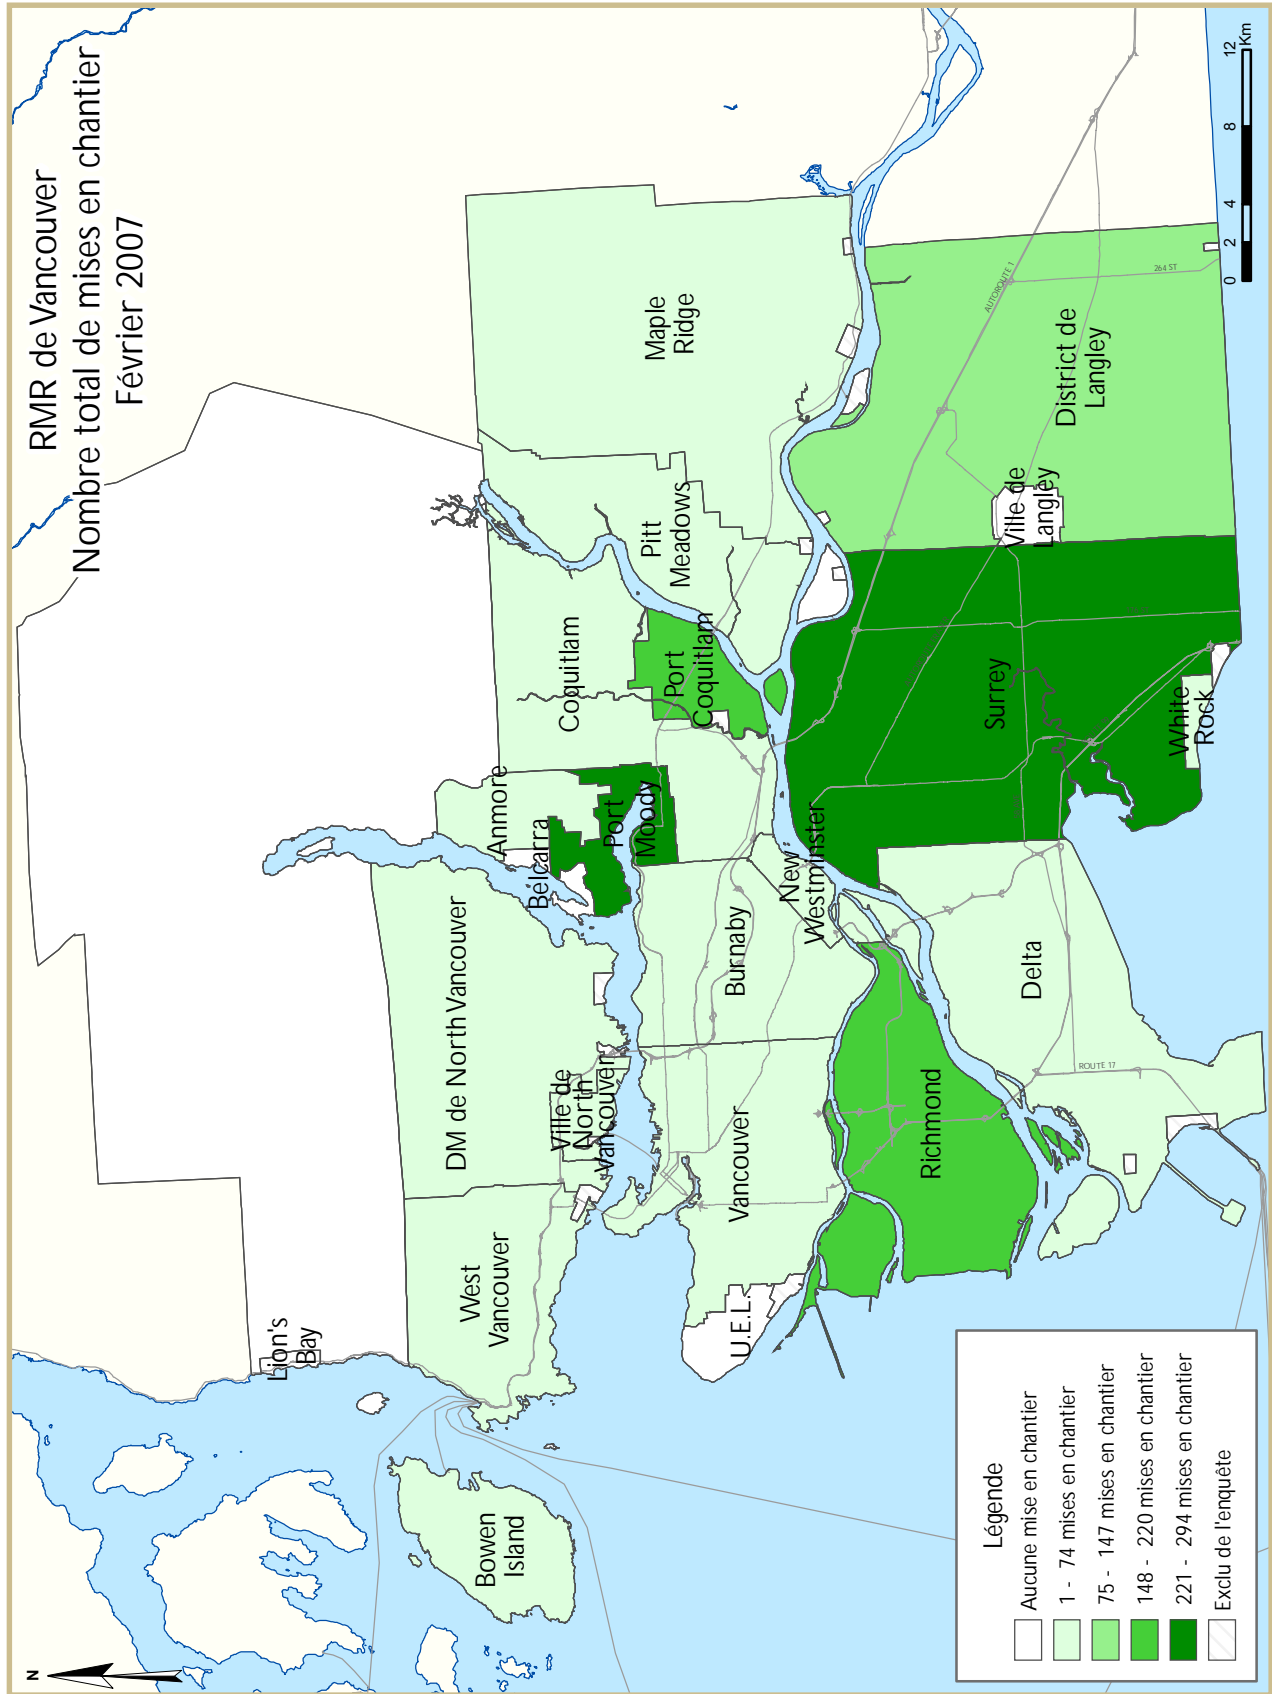 RMR de Vancouver
Nombre total de mises en chantier
Février 2007
N
Lion's
Bay
Bowen
Island
West
Vancouver
DM de North Vancouver
Ville de
North
Vancouver
Anmore
Belcarra
Port
Moody
Coquitlam
Port
Coquitlam
Pitt
Meadows
Maple
Ridge
U.E.L.
Vancouver
Burnaby
New
Westminster
Richmond
Delta
Surrey
White
Rock
Ville de
Langley
District de
Langley
AUTOROUTE 1
264 ST
ROUTE 17
Légende
Aucune mise en chantier
1 - 74 mises en chantier
75 - 147 mises en chantier
148 - 220 mises en chantier
221 - 294 mises en chantier
Exclu de l'enquête
0 2 4 8 12
Km